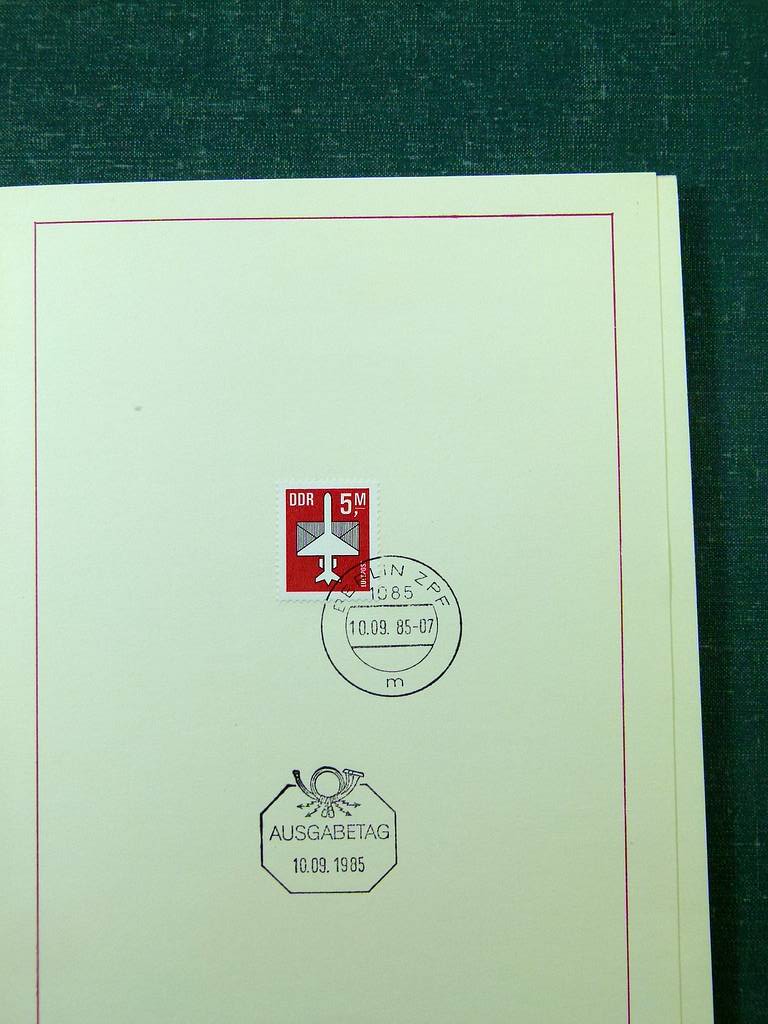 DDR 5,M
BERLIN ZPF
1085
10.09. 85-07
m
AUSGABETAG
10.09.1985